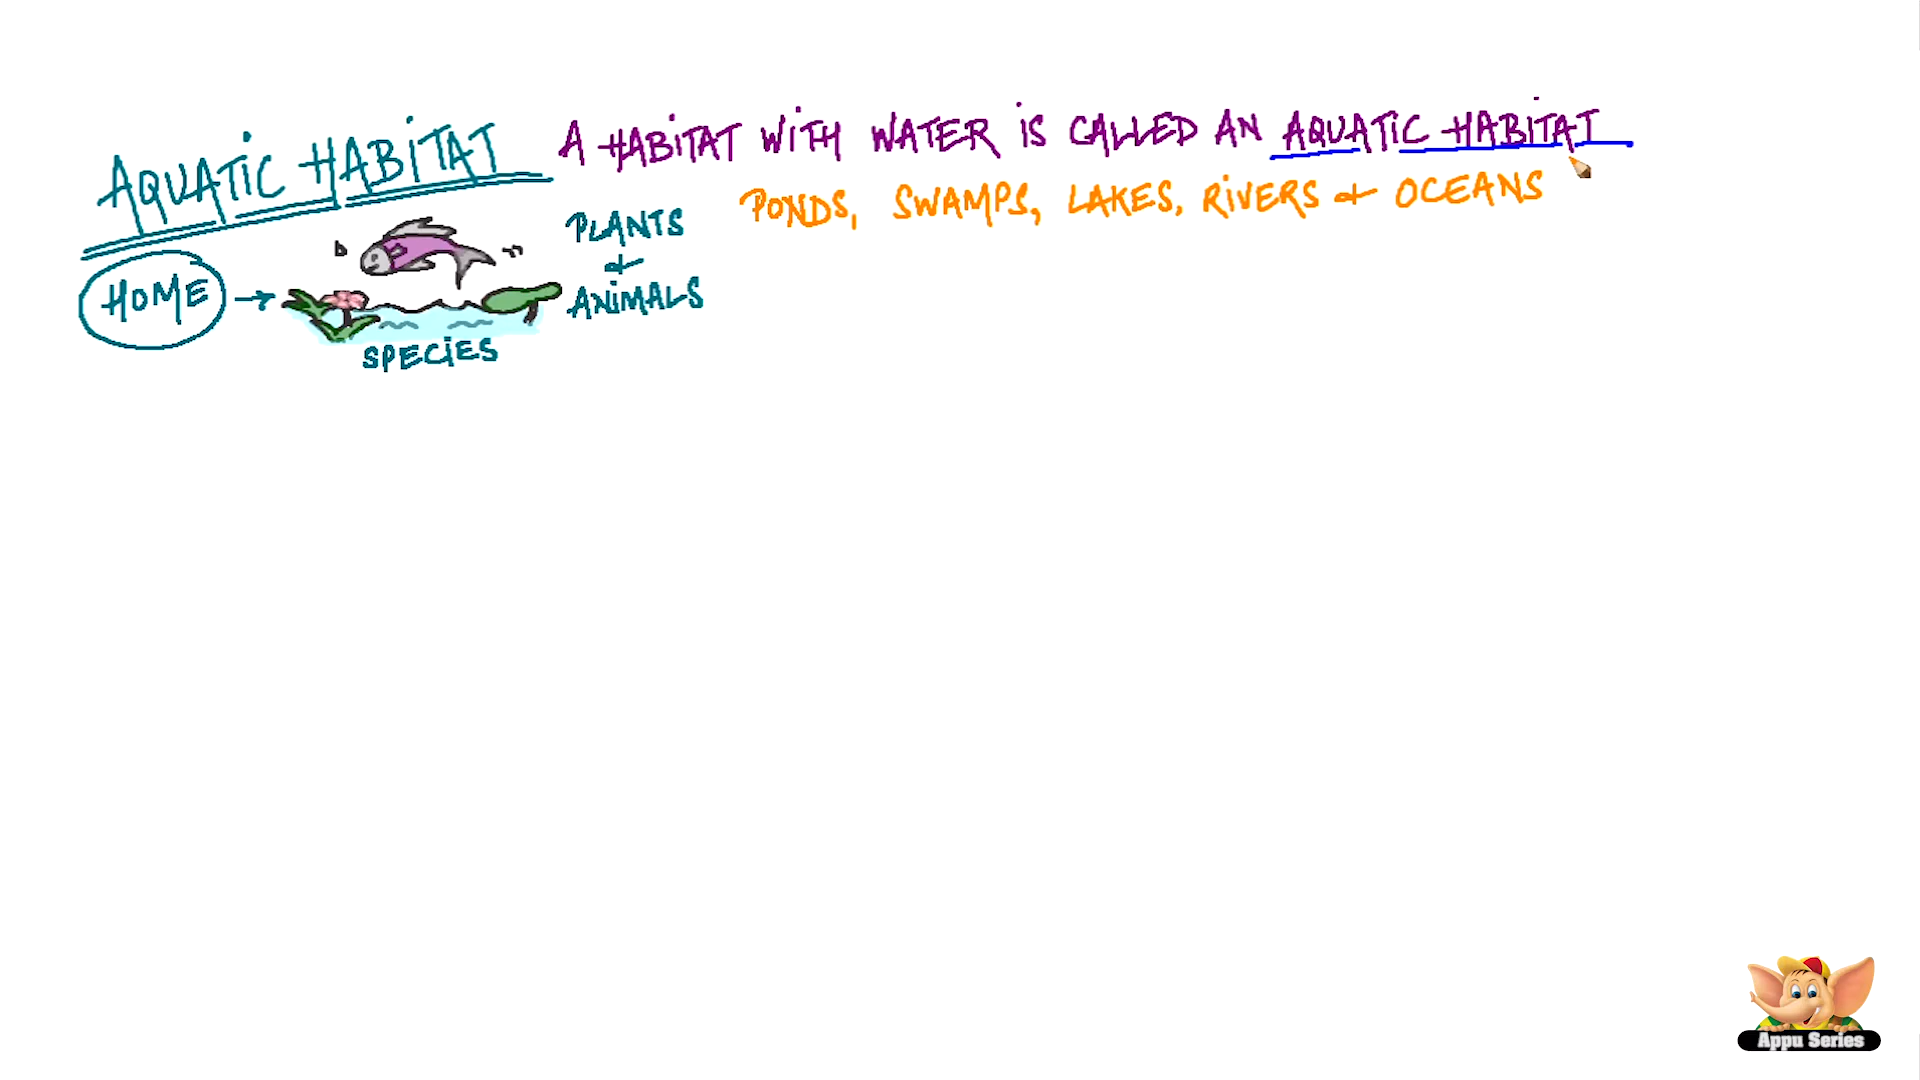 AQUATIC HABITAT
A HABITAT WITH WATER IS CALLED AN AQUATIC HABITAT
PONDS, SWAMPS, LAKES, RIVERS & OCEANS
HOME →
PLANTS
&
ANIMALS
SPECIES
Appu Series